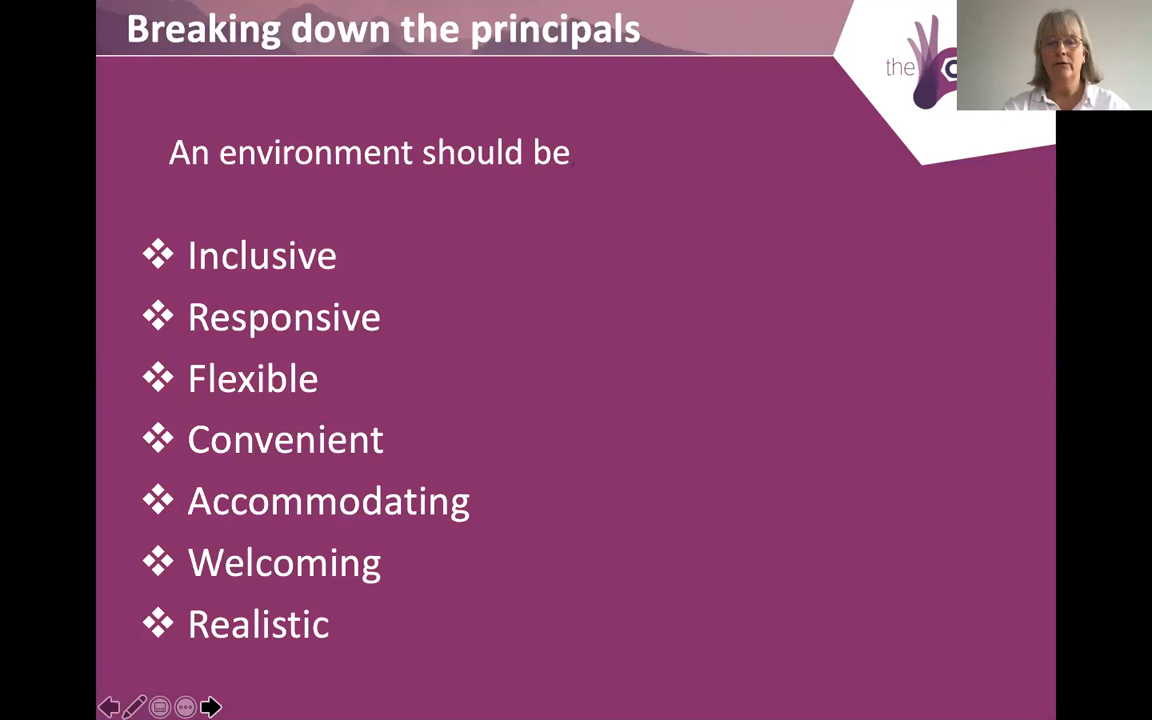 Breaking down the principals
the
An environment should be
❖ Inclusive
❖ Responsive
❖ Flexible
❖ Convenient
❖ Accommodating
❖ Welcoming
❖ Realistic